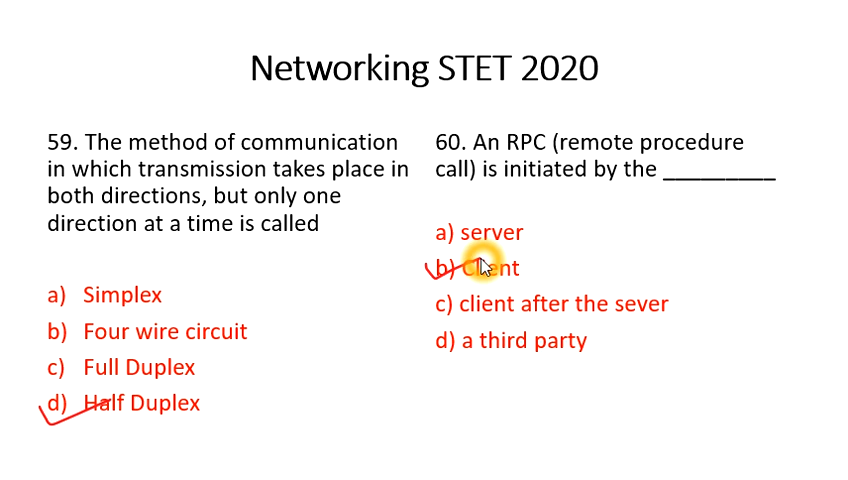 Networking STET 2020
59. The method of communication
in which transmission takes place in
both directions, but only one
direction at a time is called
a) Simplex
b) Four wire circuit
c) Full Duplex
d) Half Duplex
60. An RPC (remote procedure
call) is initiated by the _________
a) server
b) Client
c) client after the sever
d) a third party